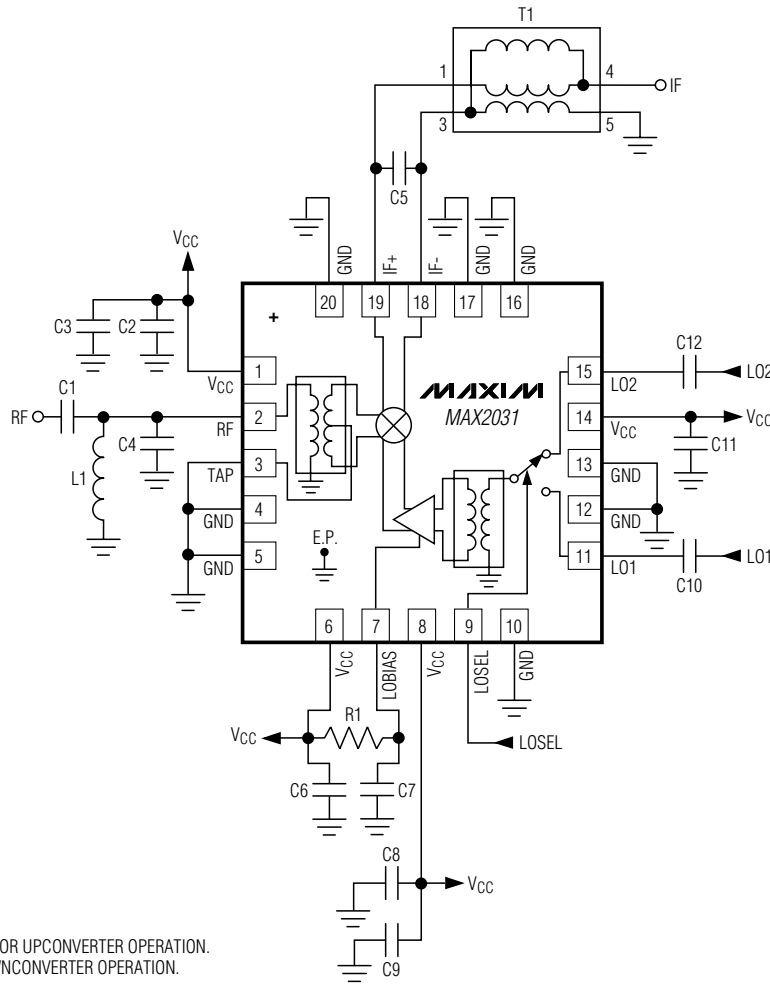 T1
1
4
IF
3
5
C5
VCC
GND
IF+
IF-
GND
GND
20
19
18
17
16
C3
C2
+
C12
1
VCC
MAXIM
MAX2031
15
LO2
LO2
C1
RF
2
RF
14
VCC
VCC
C4
C11
L1
3
TAP
13
GND
4
GND
12
GND
E.P.
5
GND
11
LO1
LO1
C10
6
7
8
9
10
VCC
LOBIAS
VCC
LOSEL
GND
R1
VCC
LOSEL
C6
C7
C8
VCC
C9
OR UPCONVERTER OPERATION.
NCONVERTER OPERATION.